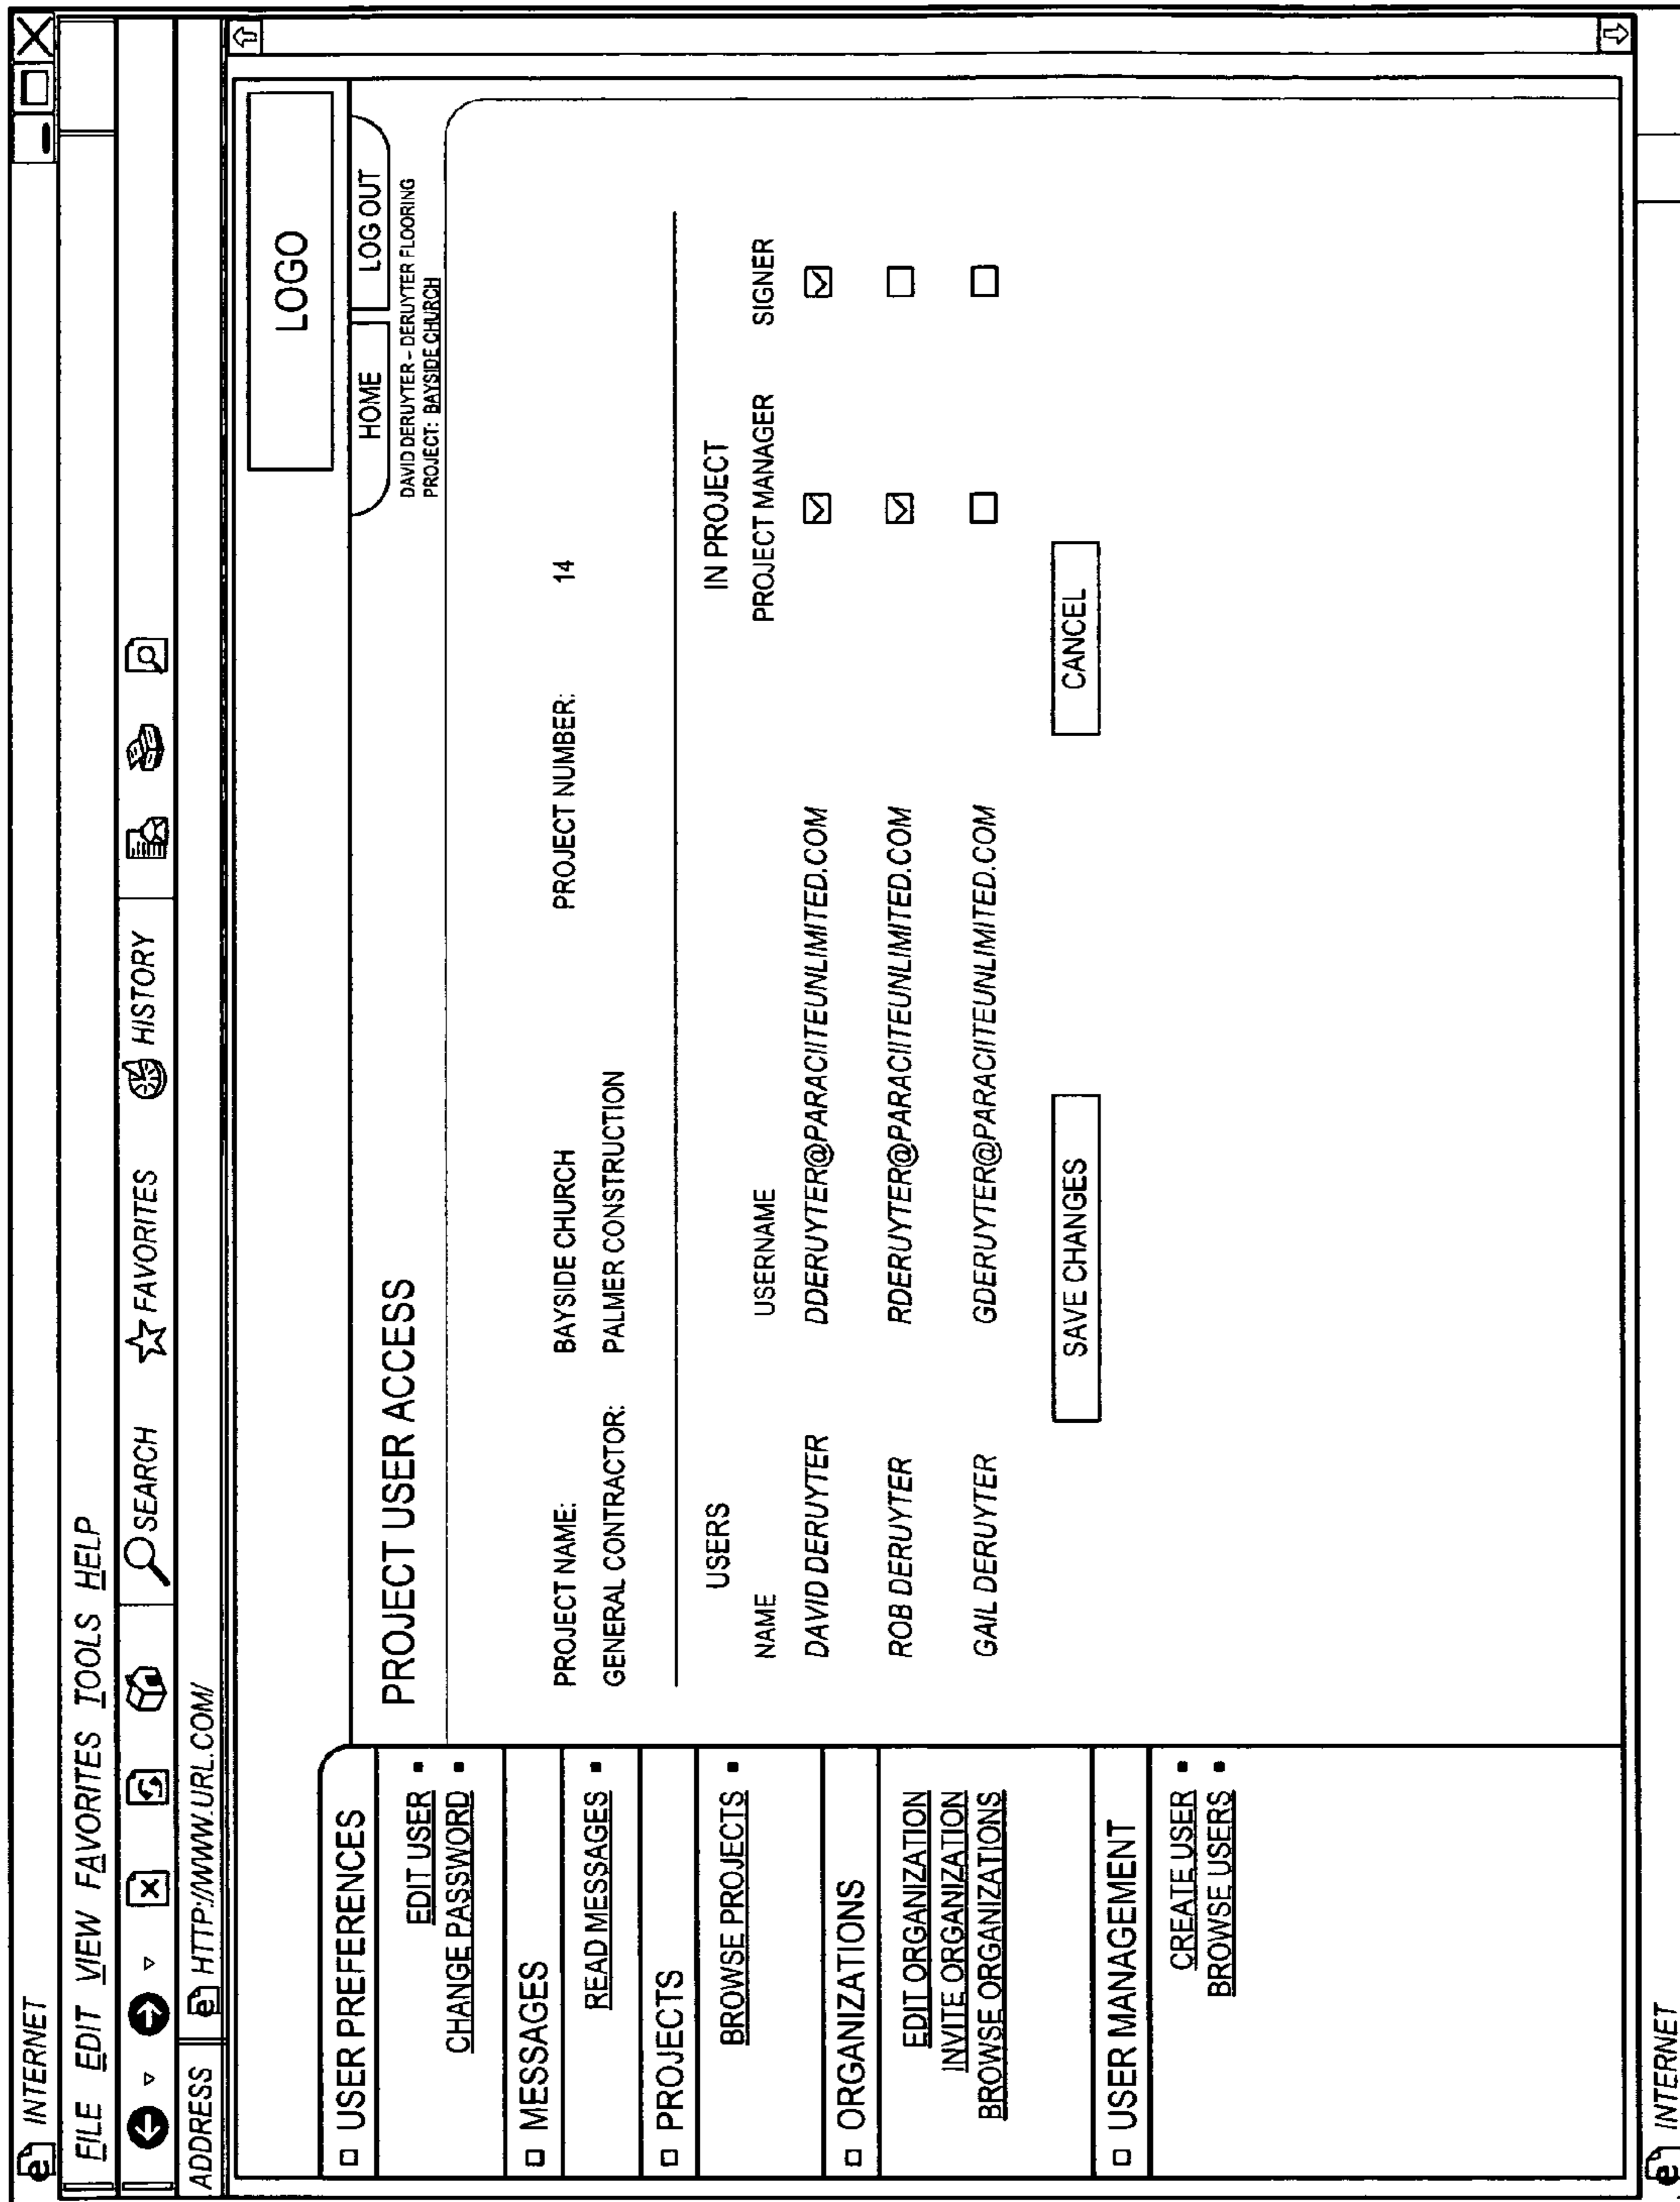 INTERNET
FILE EDIT VIEW FAVORITES TOOLS HELP
SEARCH FAVORITES HISTORY
ADDRESS HTTP://WWW.URL.COM/
LOGO
HOME LOG OUT
DAVID DERUYTER - DERUYTER FLOORING
PROJECT: BAYSIDE CHURCH
USER PREFERENCES
EDIT USER
CHANGE PASSWORD
MESSAGES
READ MESSAGES
PROJECTS
BROWSE PROJECTS
ORGANIZATIONS
EDIT ORGANIZATION
INVITE ORGANIZATION
BROWSE ORGANIZATIONS
USER MANAGEMENT
CREATE USER
BROWSE USERS
PROJECT USER ACCESS
PROJECT NAME: BAYSIDE CHURCH PROJECT NUMBER: 14
GENERAL CONTRACTOR: PALMER CONSTRUCTION
USERS IN PROJECT
NAME USERNAME PROJECT MANAGER SIGNER
DAVID DERUYTER DDERUYTER@PARACIITEUNLIMITED.COM
ROB DERUYTER RDERUYTER@PARACIITEUNLIMITED.COM
GAIL DERUYTER GDERUYTER@PARACIITEUNLIMITED.COM
SAVE CHANGES CANCEL
INTERNET